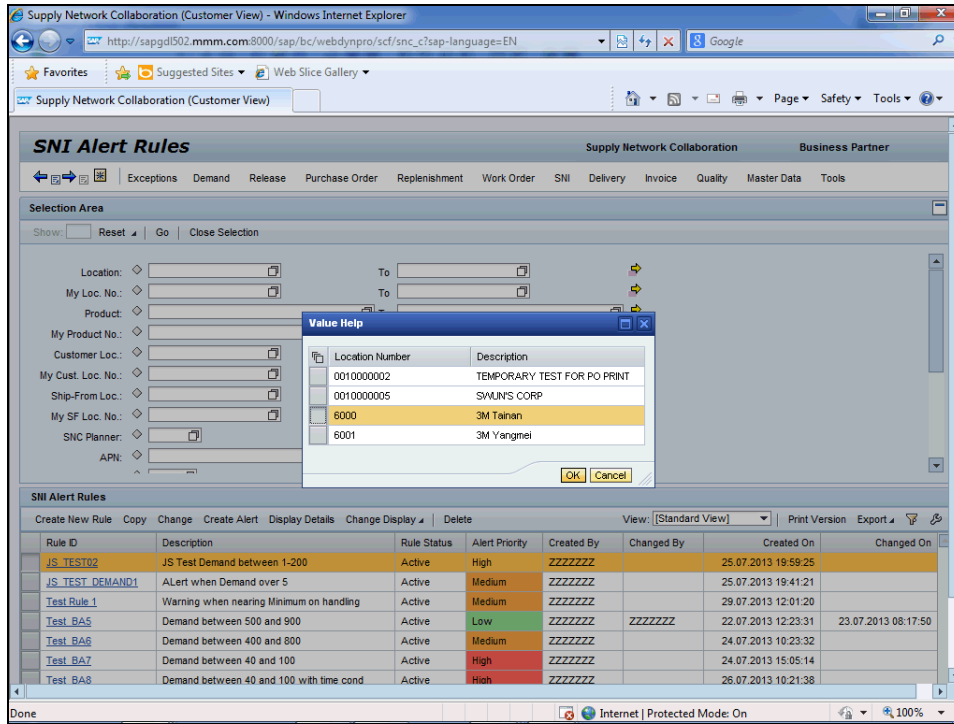 Supply Network Collaboration (Customer View) - Windows Internet Explorer
http://sapgdl502.mmm.com:8000/sap/bc/webdynpro/scf/snc_c?sap-language=EN
Google
Favorites Suggested Sites Web Slice Gallery
Supply Network Collaboration (Customer View) Page Safety Tools
SNI Alert Rules Supply Network Collaboration Business Partner
Exceptions Demand Release Purchase Order Replenishment Work Order SNI Delivery Invoice Quality Master Data Tools
Selection Area
Show: Reset | Go | Close Selection
Location: To
My Loc. No.: To
Product:
My Product No.:
Customer Loc.:
My Cust. Loc. No.:
Ship-From Loc.:
My SF Loc. No.:
SNC Planner:
APN:
Value Help
Location Number Description
0010000002 TEMPORARY TEST FOR PO PRINT
0010000005 SWUN'S CORP
6000 3M Tainan
6001 3M Yangmei
OK Cancel
SNI Alert Rules
Create New Rule Copy Change Create Alert Display Details Change Display | Delete View: [Standard View] | Print Version Export
Rule ID Description Rule Status Alert Priority Created By Changed By Created On Changed On
JS_TEST02 JS Test Demand between 1-200 Active High ZZZZZZZ 25.07.2013 19:59:25
JS_TEST_DEMAND1 ALert when Demand over 5 Active Medium ZZZZZZZ 25.07.2013 19:41:21
Test Rule 1 Warning when nearing Minimum on handling Active Medium ZZZZZZZ 29.07.2013 12:01:20
Test_BA5 Demand between 500 and 900 Active Low ZZZZZZZ ZZZZZZZ 22.07.2013 12:23:31 23.07.2013 08:17:50
Test_BA6 Demand between 400 and 800 Active Medium ZZZZZZZ 24.07.2013 10:23:32
Test_BA7 Demand between 40 and 100 Active High ZZZZZZZ 24.07.2013 15:05:14
Test_BA8 Demand between 40 and 100 with time cond Active High ZZZZZZZ 26.07.2013 10:21:38
Done Internet | Protected Mode: On 100%